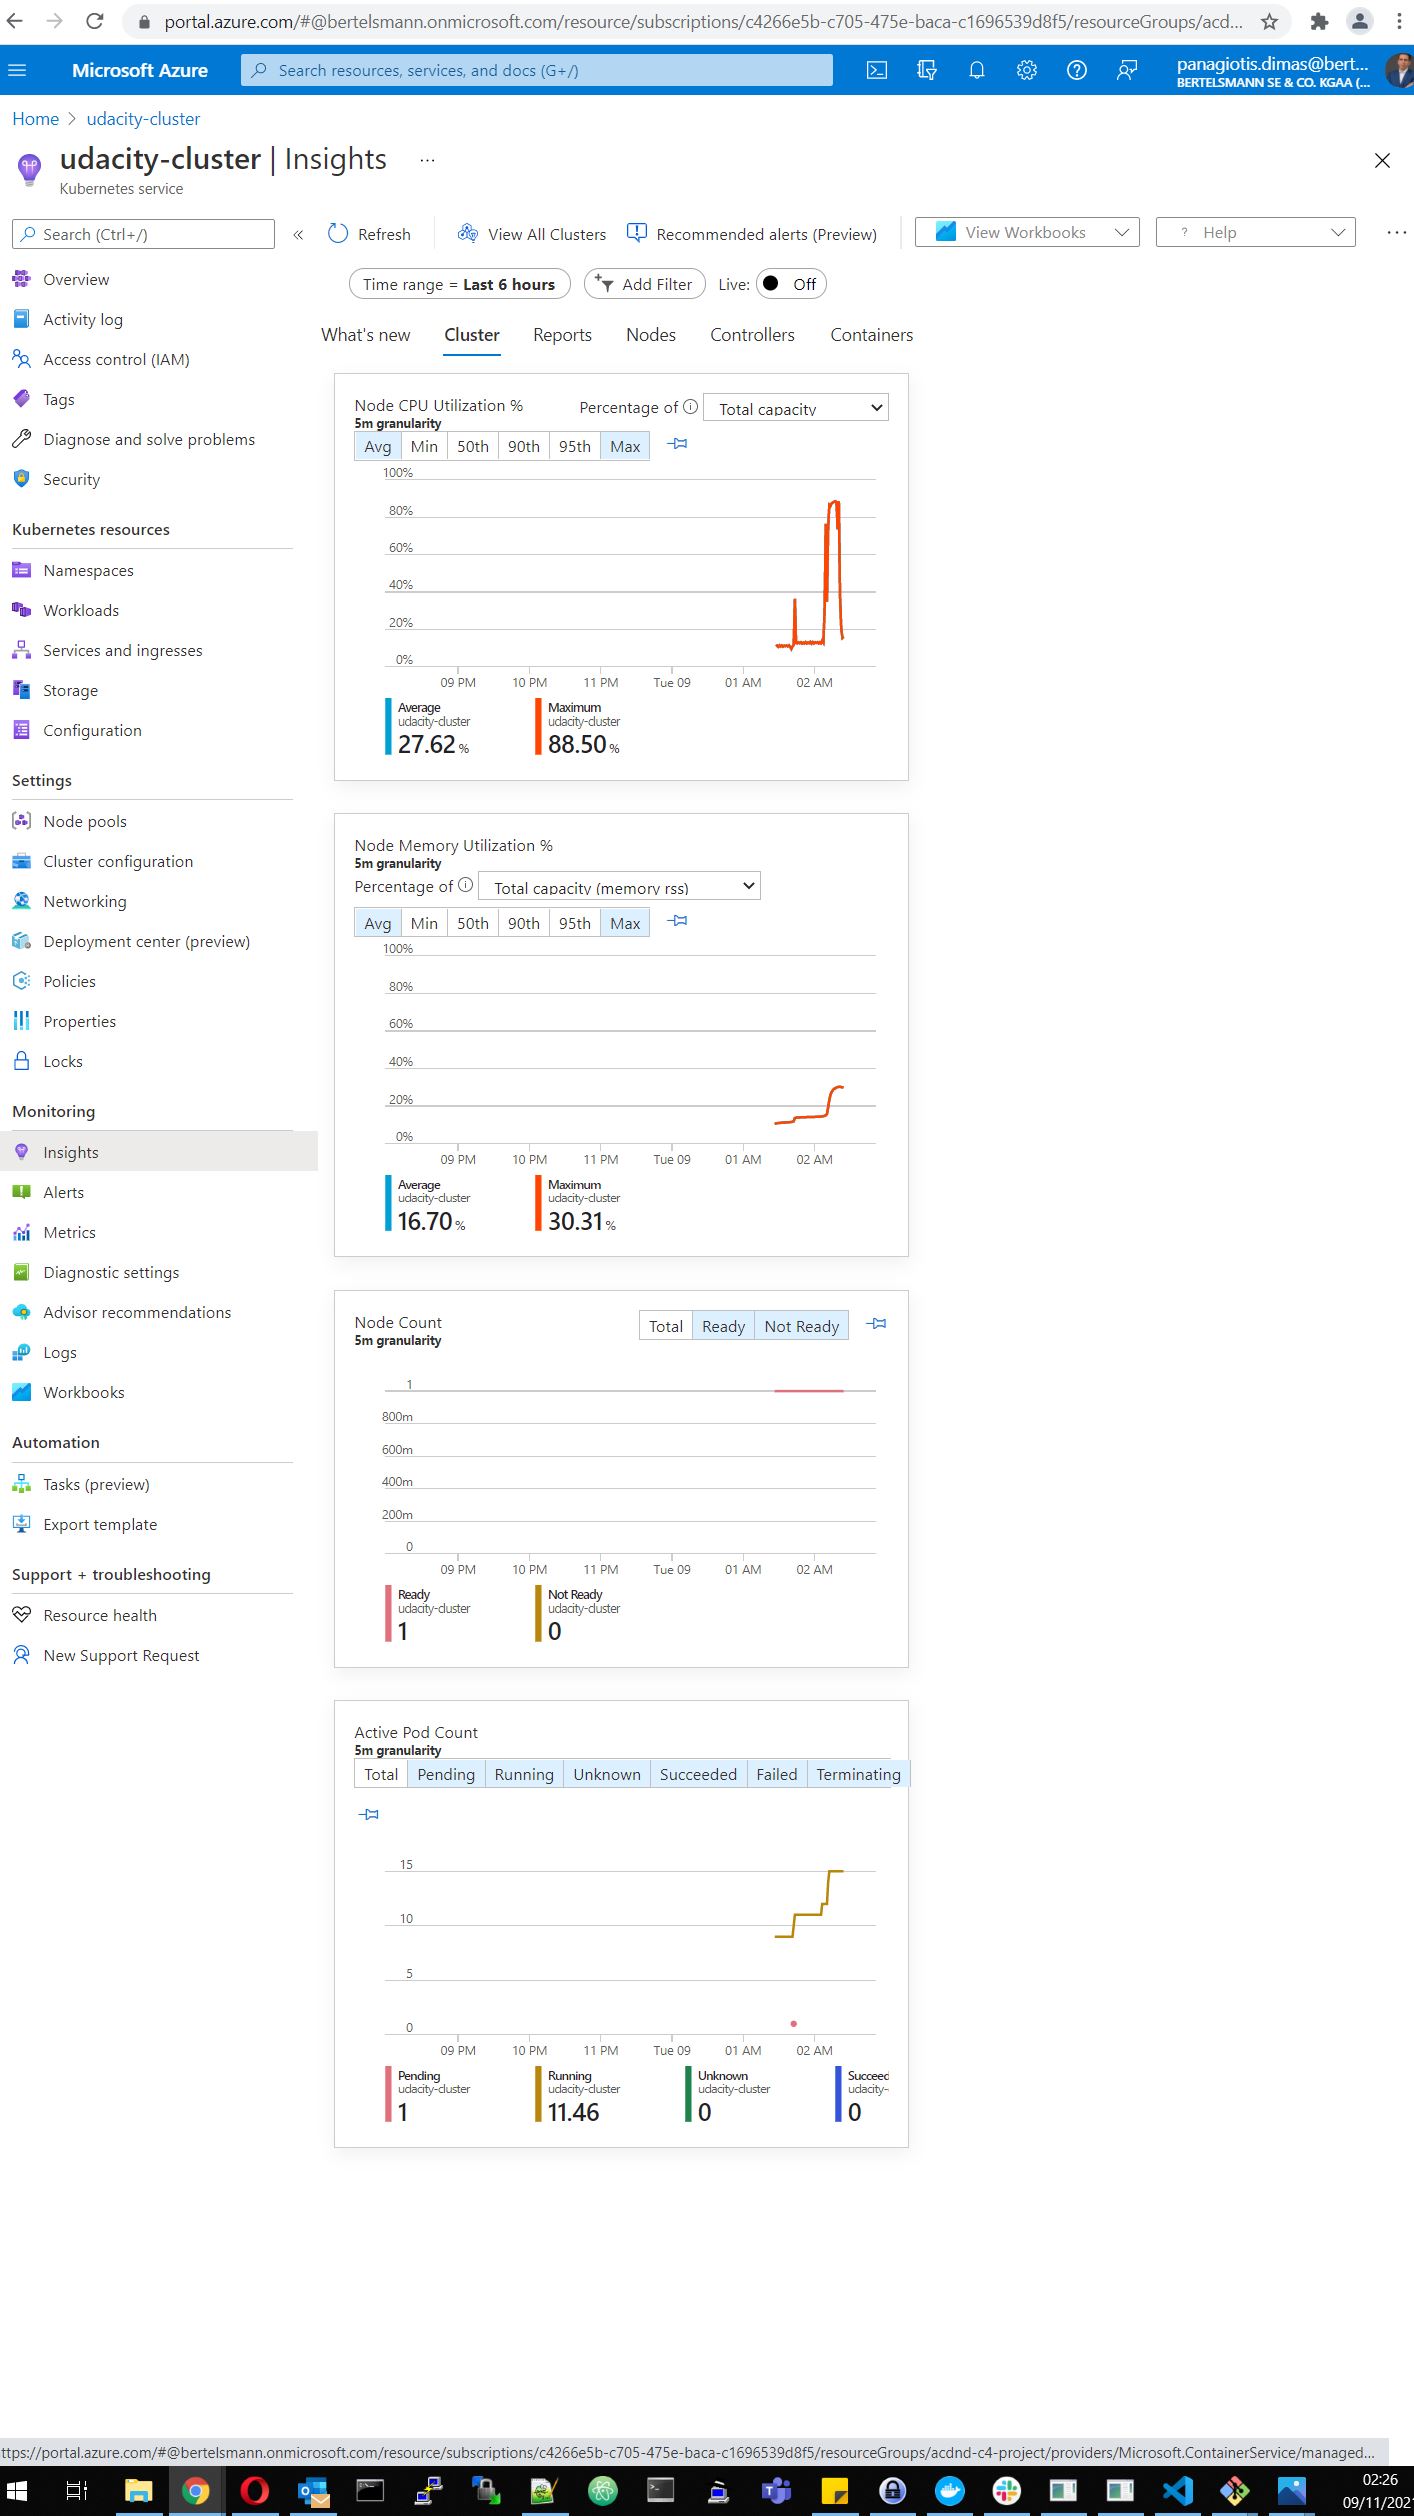 portal.azure.com/#@bertelsmann.onmicrosoft.com/resource/subscriptions/c4266e5b-c705-475e-baca-c1696539d8f5/resourceGroups/acd...
Microsoft Azure
Search resources, services, and docs (G+/)
panagiotis.dimas@bert...
BERTELSMANN SE & CO. KGAA (...
Home > udacity-cluster
udacity-cluster | Insights ...
Kubernetes service
Search (Ctrl+/)
«
Refresh
View All Clusters
Recommended alerts (Preview)
View Workbooks
? Help
...
Time range = Last 6 hours
Add Filter
Live: Off
What's new Cluster Reports Nodes Controllers Containers
Overview
Activity log
Access control (IAM)
Tags
Diagnose and solve problems
Security
Kubernetes resources
Namespaces
Workloads
Services and ingresses
Storage
Configuration
Settings
Node pools
Cluster configuration
Networking
Deployment center (preview)
Policies
Properties
Locks
Monitoring
Insights
Alerts
Metrics
Diagnostic settings
Advisor recommendations
Logs
Workbooks
Automation
Tasks (preview)
Export template
Support + troubleshooting
Resource health
New Support Request
Node CPU Utilization %
5m granularity
Percentage of Total capacity
Avg Min 50th 90th 95th Max
100%
80%
60%
40%
20%
0%
09 PM 10 PM 11 PM Tue 09 01 AM 02 AM
Average Maximum
udacity-cluster udacity-cluster
27.62 % 88.50 %
Node Memory Utilization %
5m granularity
Percentage of Total capacity (memory rss)
Avg Min 50th 90th 95th Max
100%
80%
60%
40%
20%
0%
09 PM 10 PM 11 PM Tue 09 01 AM 02 AM
Average Maximum
udacity-cluster udacity-cluster
16.70 % 30.31 %
Node Count
5m granularity
Total Ready Not Ready
1
800m
600m
400m
200m
0
09 PM 10 PM 11 PM Tue 09 01 AM 02 AM
Ready Not Ready
udacity-cluster udacity-cluster
1 0
Active Pod Count
5m granularity
Total Pending Running Unknown Succeeded Failed Terminating
15
10
5
0
09 PM 10 PM 11 PM Tue 09 01 AM 02 AM
Pending Running Unknown Succeed
udacity-cluster udacity-cluster udacity-cluster udacity-
1 11.46 0 0
ttps://portal.azure.com/#@bertelsmann.onmicrosoft.com/resource/subscriptions/c4266e5b-c705-475e-baca-c1696539d8f5/resourceGroups/acdnd-c4-project/providers/Microsoft.ContainerService/managed...
02:26
09/11/202